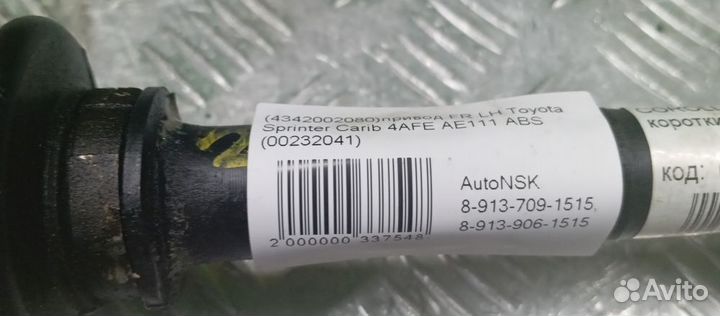 (4342002080)привод FR LH Toyota
Sprinter Carib 4AFE AE111 ABS
(00232041)
AutoNSK
8-913-709-1515,
8-913-906-1515
2 000000 337548
коротки
код:
Avito